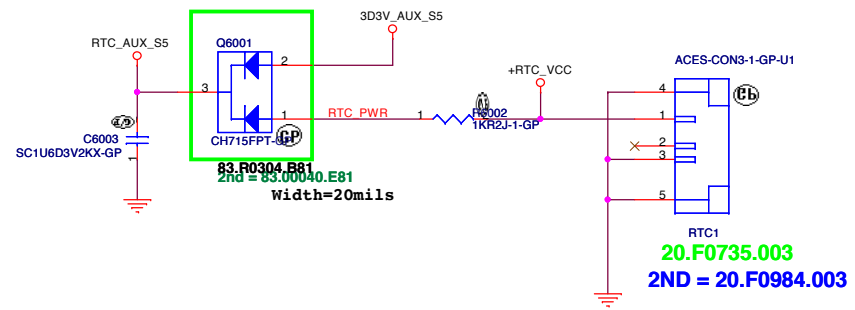 3D3V_AUX_S5
RTC_AUX_S5
Q6001
2
3
1
RTC_PWR
1
CH715FPT-GP
GP
83.R0304.B81
2nd = 83.00040.E81
Width=20mils
C6003
SC1U6D3V2KX-GP
1
+RTC_VCC
R6002
1KR2J-1-GP
ACES-CON3-1-GP-U1
4
1
2
3
5
RTC1
20.F0735.003
2ND = 20.F0984.003